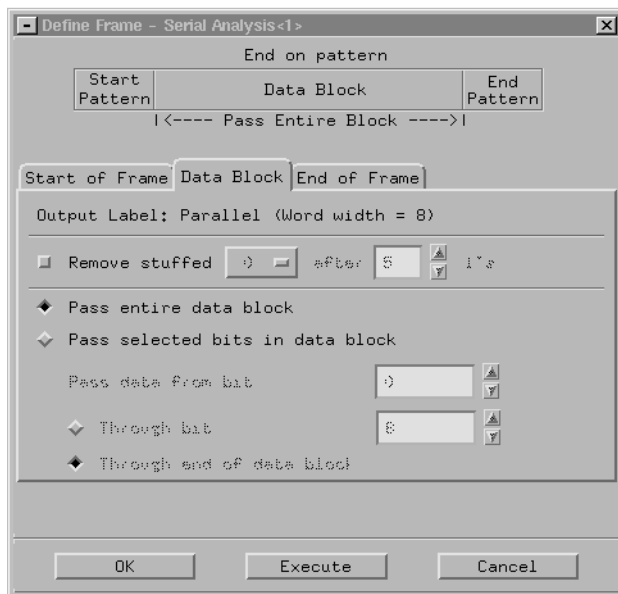 Define Frame - Serial Analysis<1>
End on pattern
Start Pattern
Data Block
End Pattern
|<---- Pass Entire Block ---->|
Start of Frame
Data Block
End of Frame
Output Label: Parallel (Word width = 8)
Remove stuffed 0 after 5 1's
Pass entire data block
Pass selected bits in data block
Pass data from bit 0
Through bit 8
Through end of data block
OK
Execute
Cancel